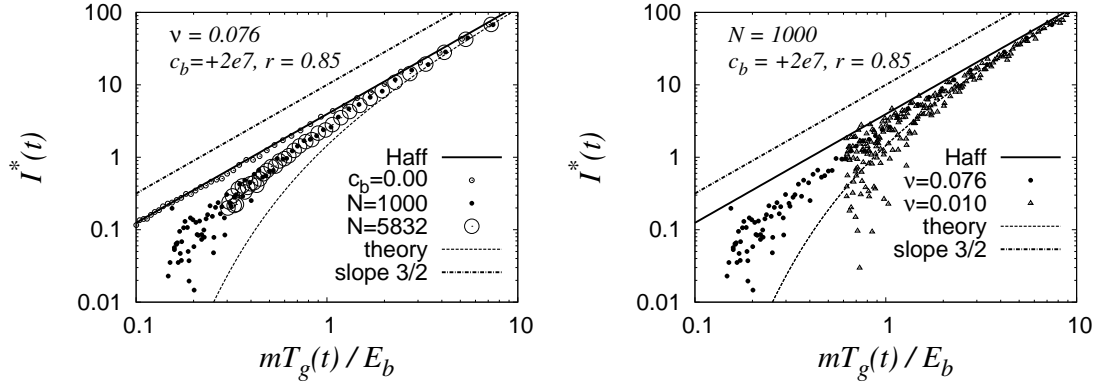 100
10
1
0.1
0.01
I*(t)
ν = 0.076
c_b=+2e7, r = 0.85
Haff
c_b=0.00
N=1000
N=5832
theory
slope 3/2
0.1 1 10
mT_g(t) / E_b
100
10
1
0.1
0.01
I*(t)
N = 1000
c_b = +2e7, r = 0.85
Haff
ν=0.076
ν=0.010
theory
slope 3/2
0.1 1 10
mT_g(t) / E_b